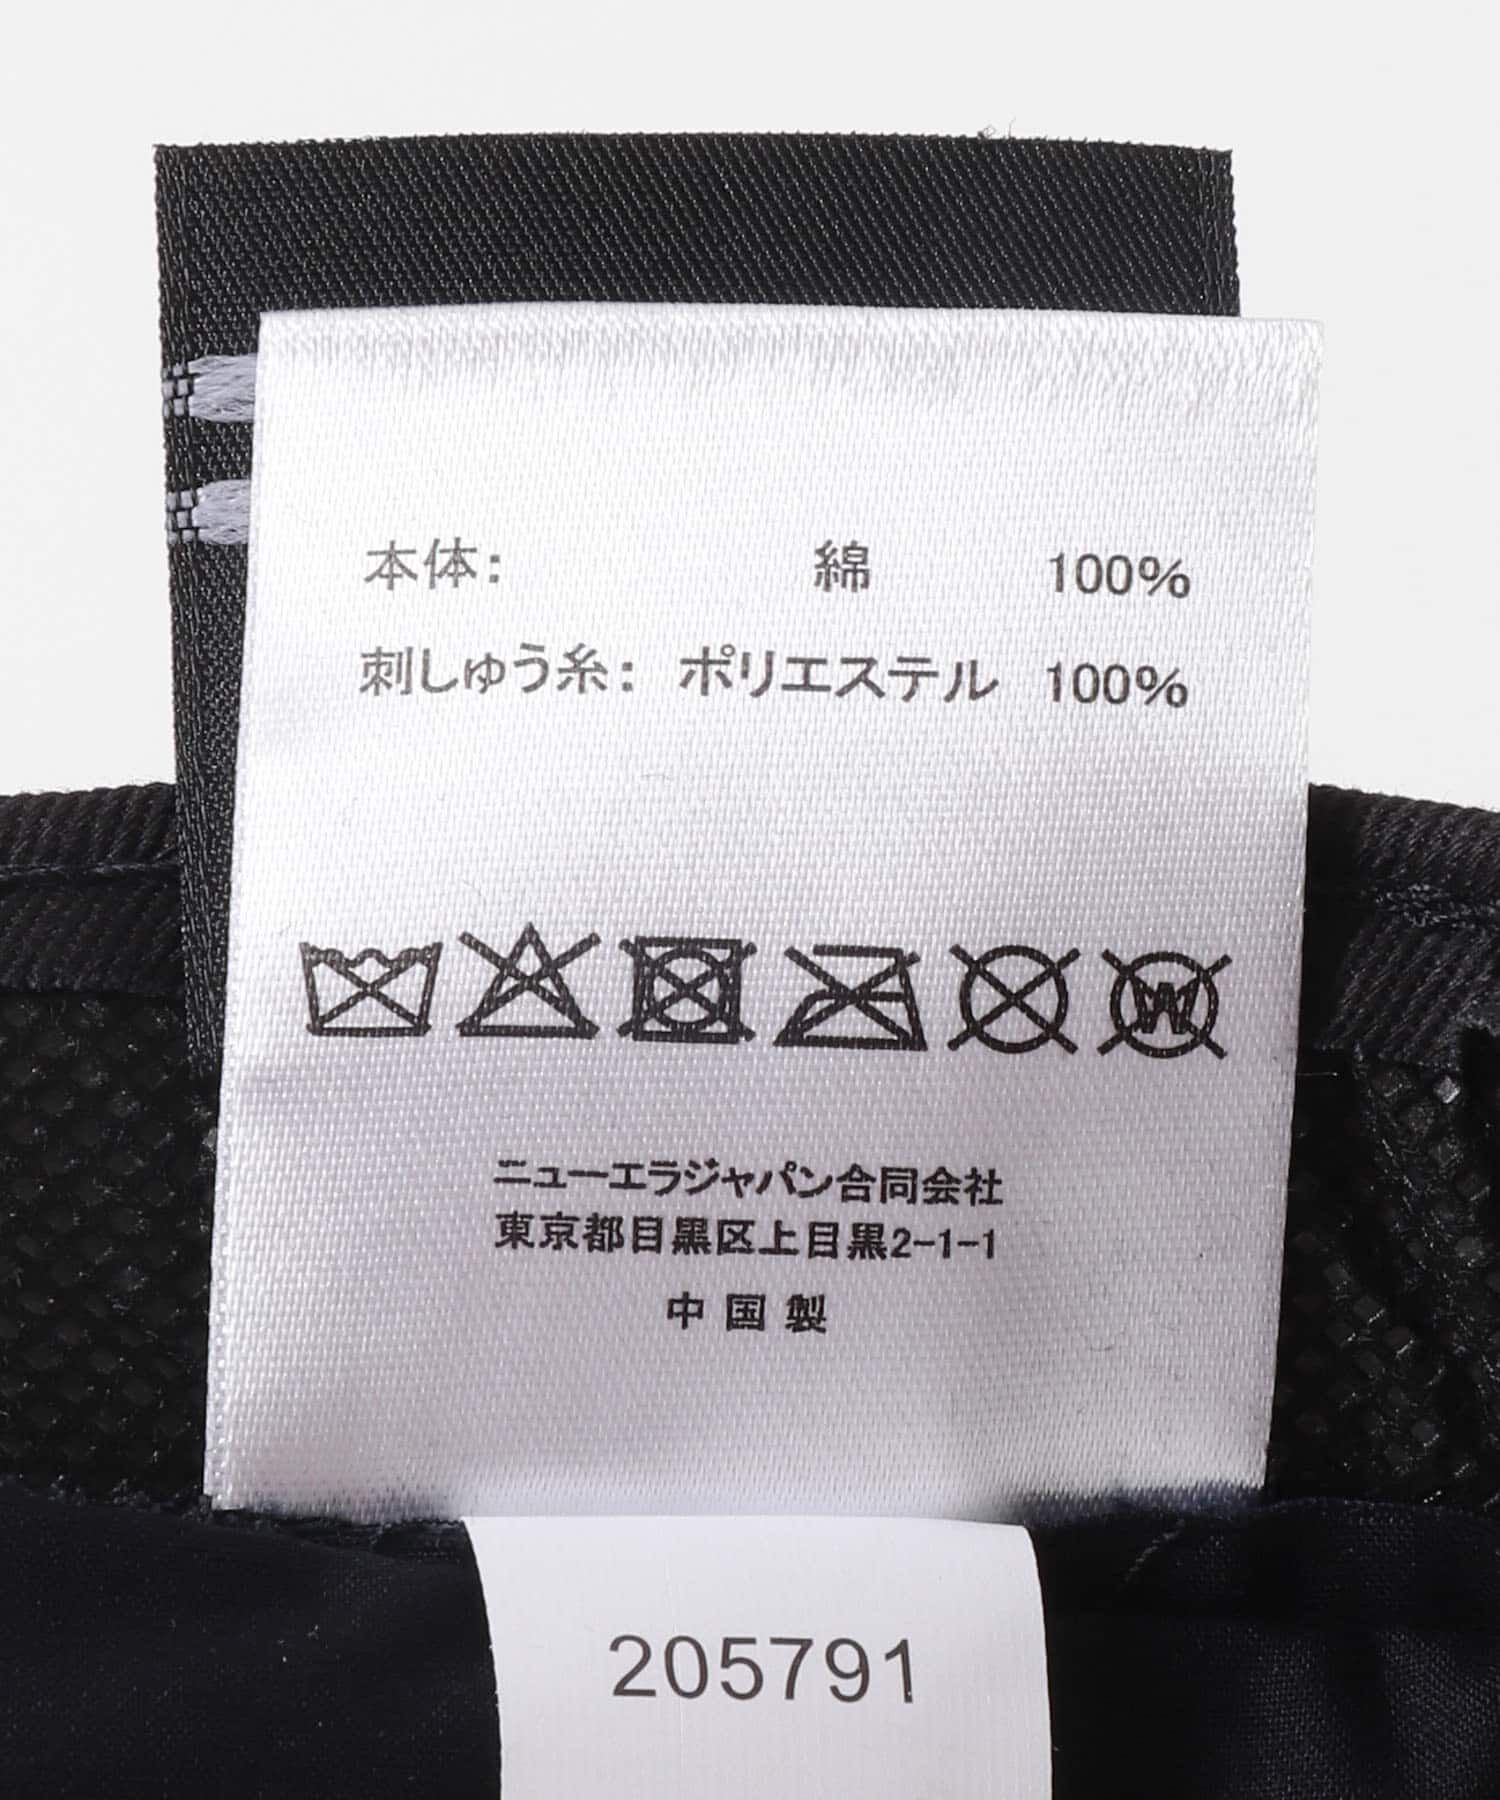 本体: 綿 100%
刺しゅう糸: ポリエステル 100%
W
ニューエラジャパン合同会社
東京都目黒区上目黒2-1-1
中国製
205791